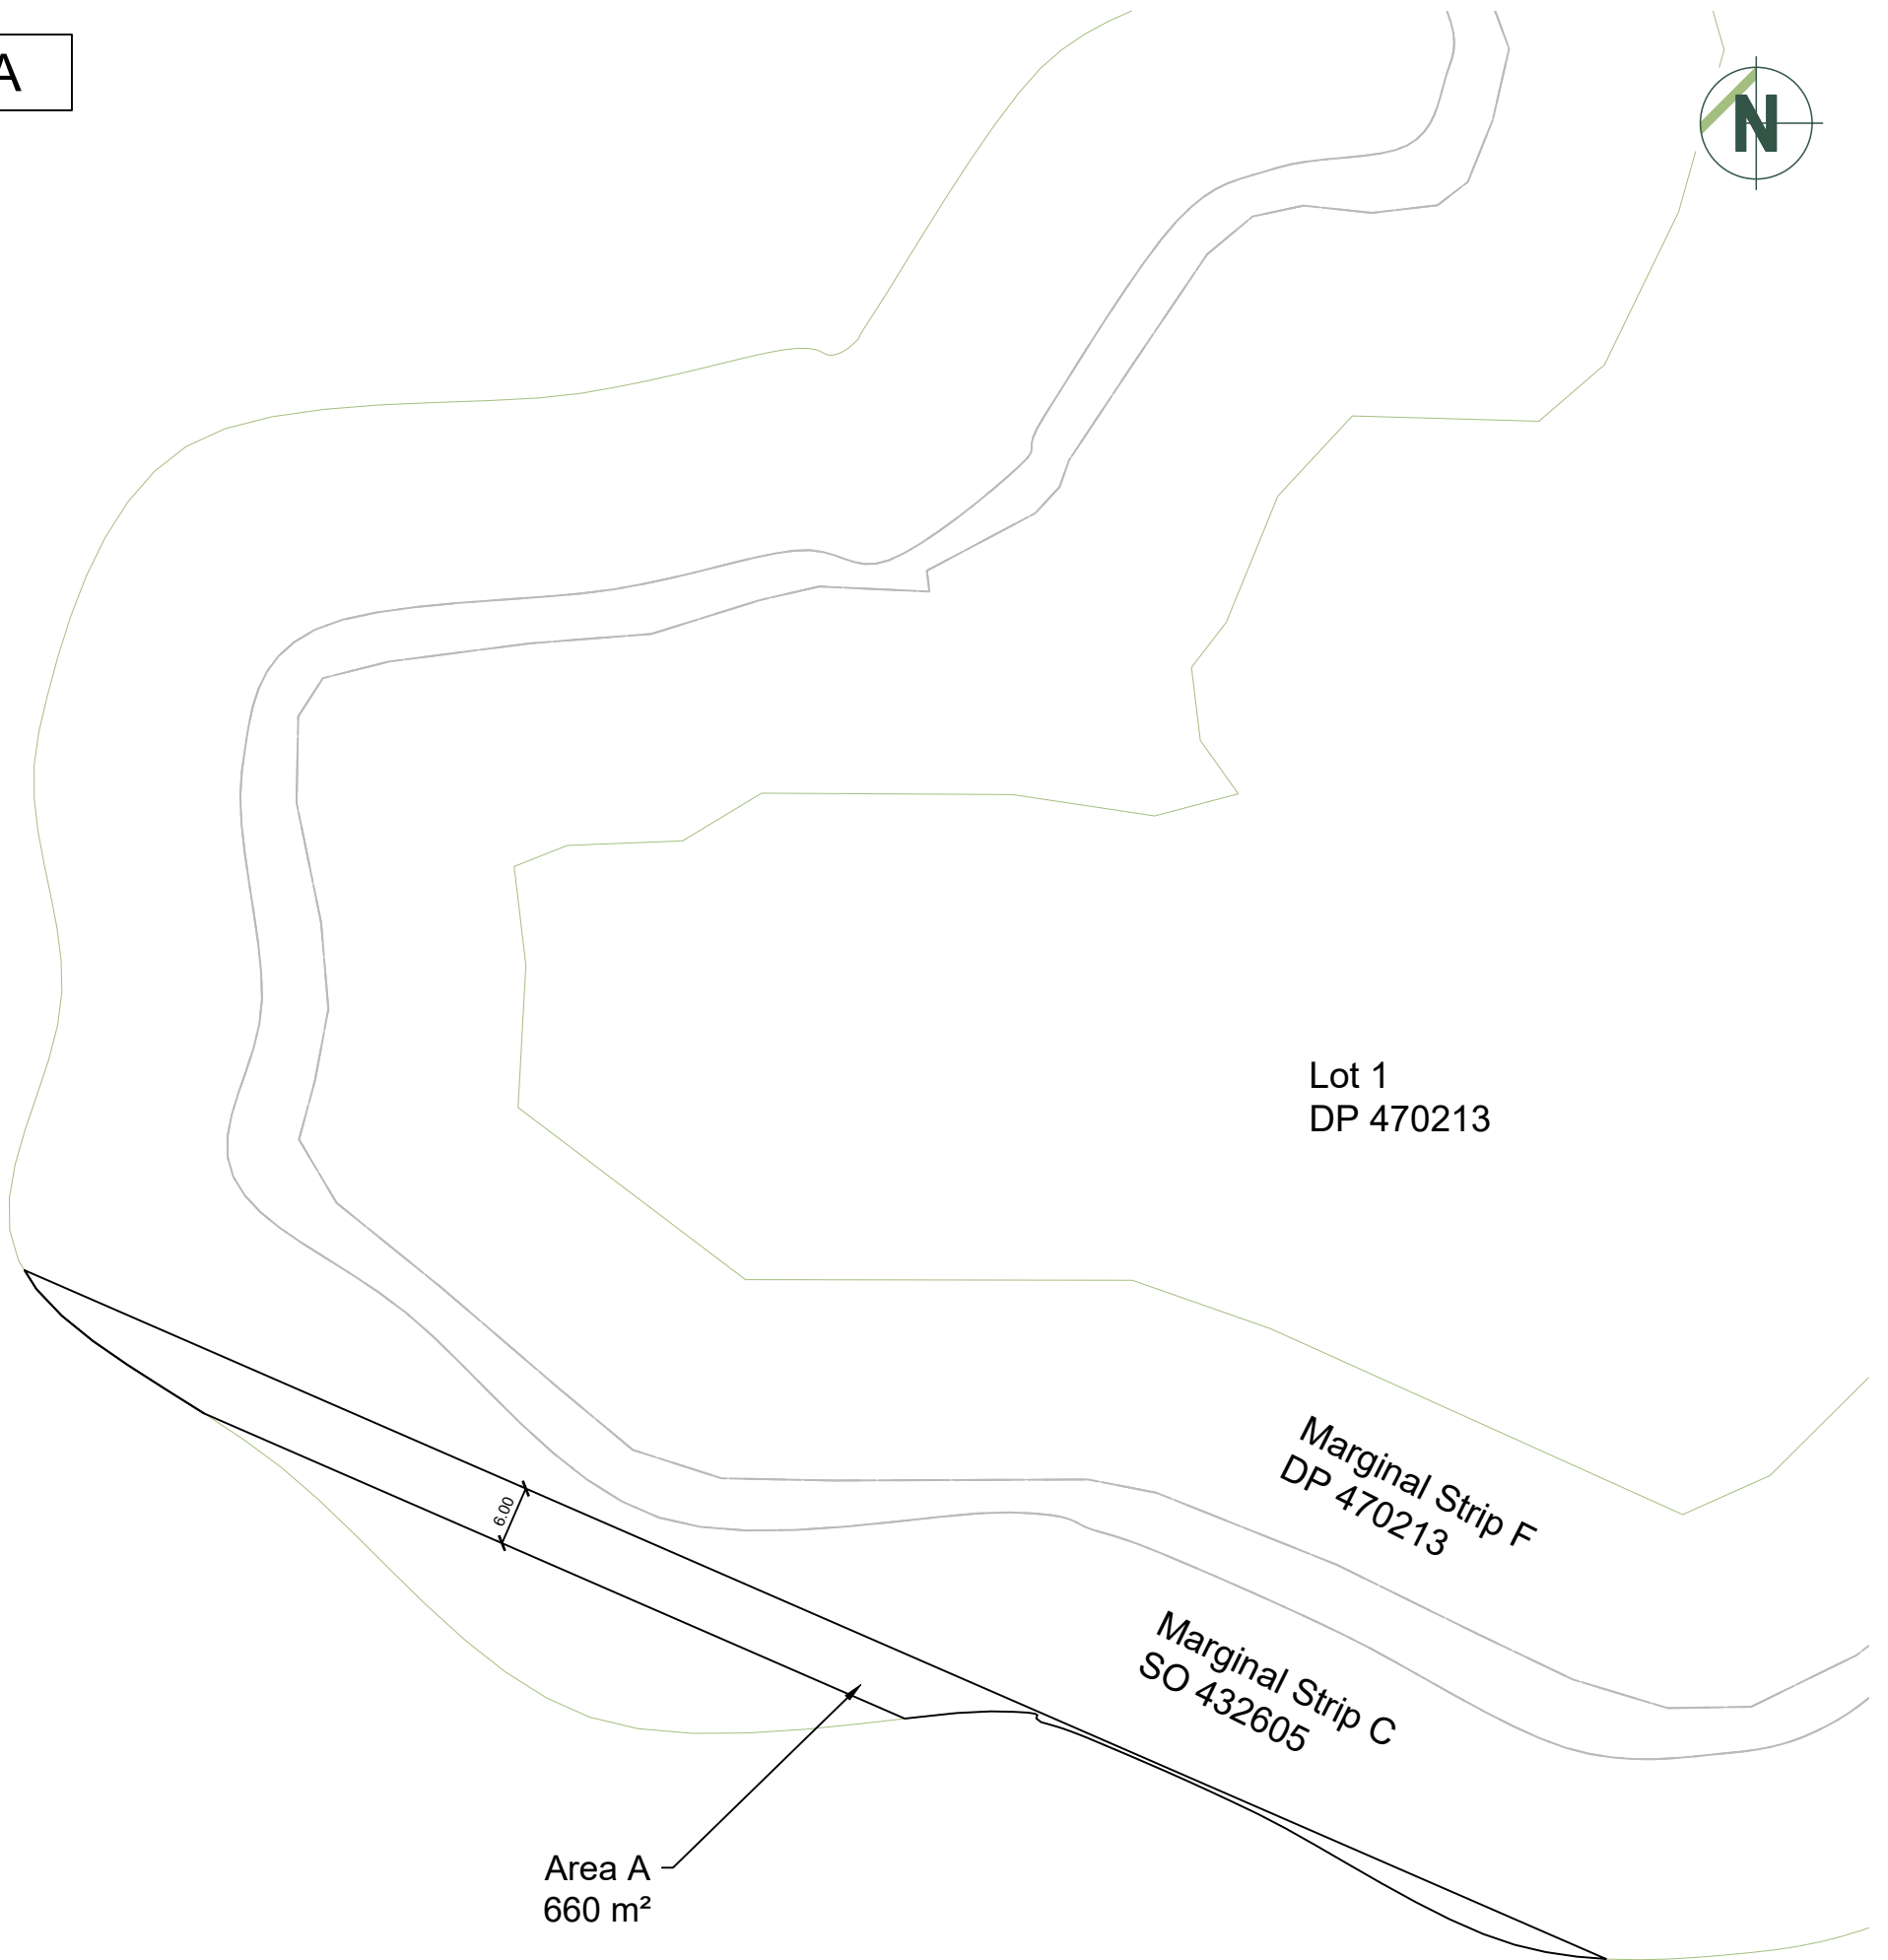 A
N
Lot 1
DP 470213
Marginal Strip F
DP 470213
6.00
Marginal Strip C
SO 432605
Area A
660 m²